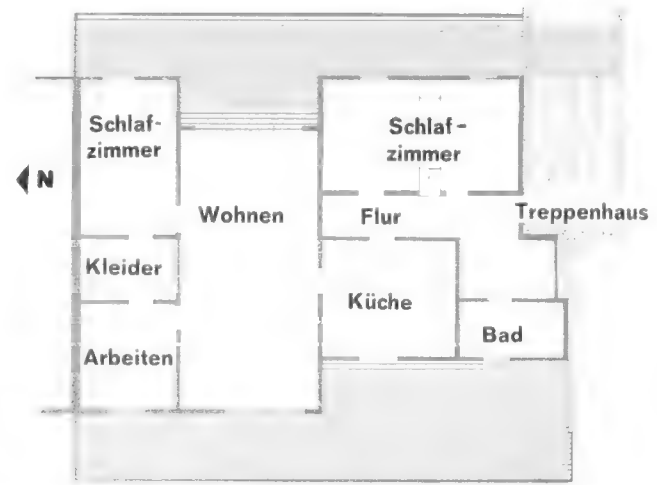 Schlaf-
zimmer
Schlaf-
zimmer
N
Wohnen
Flur
Treppenhaus
Kleider
Küche
Arbeiten
Bad